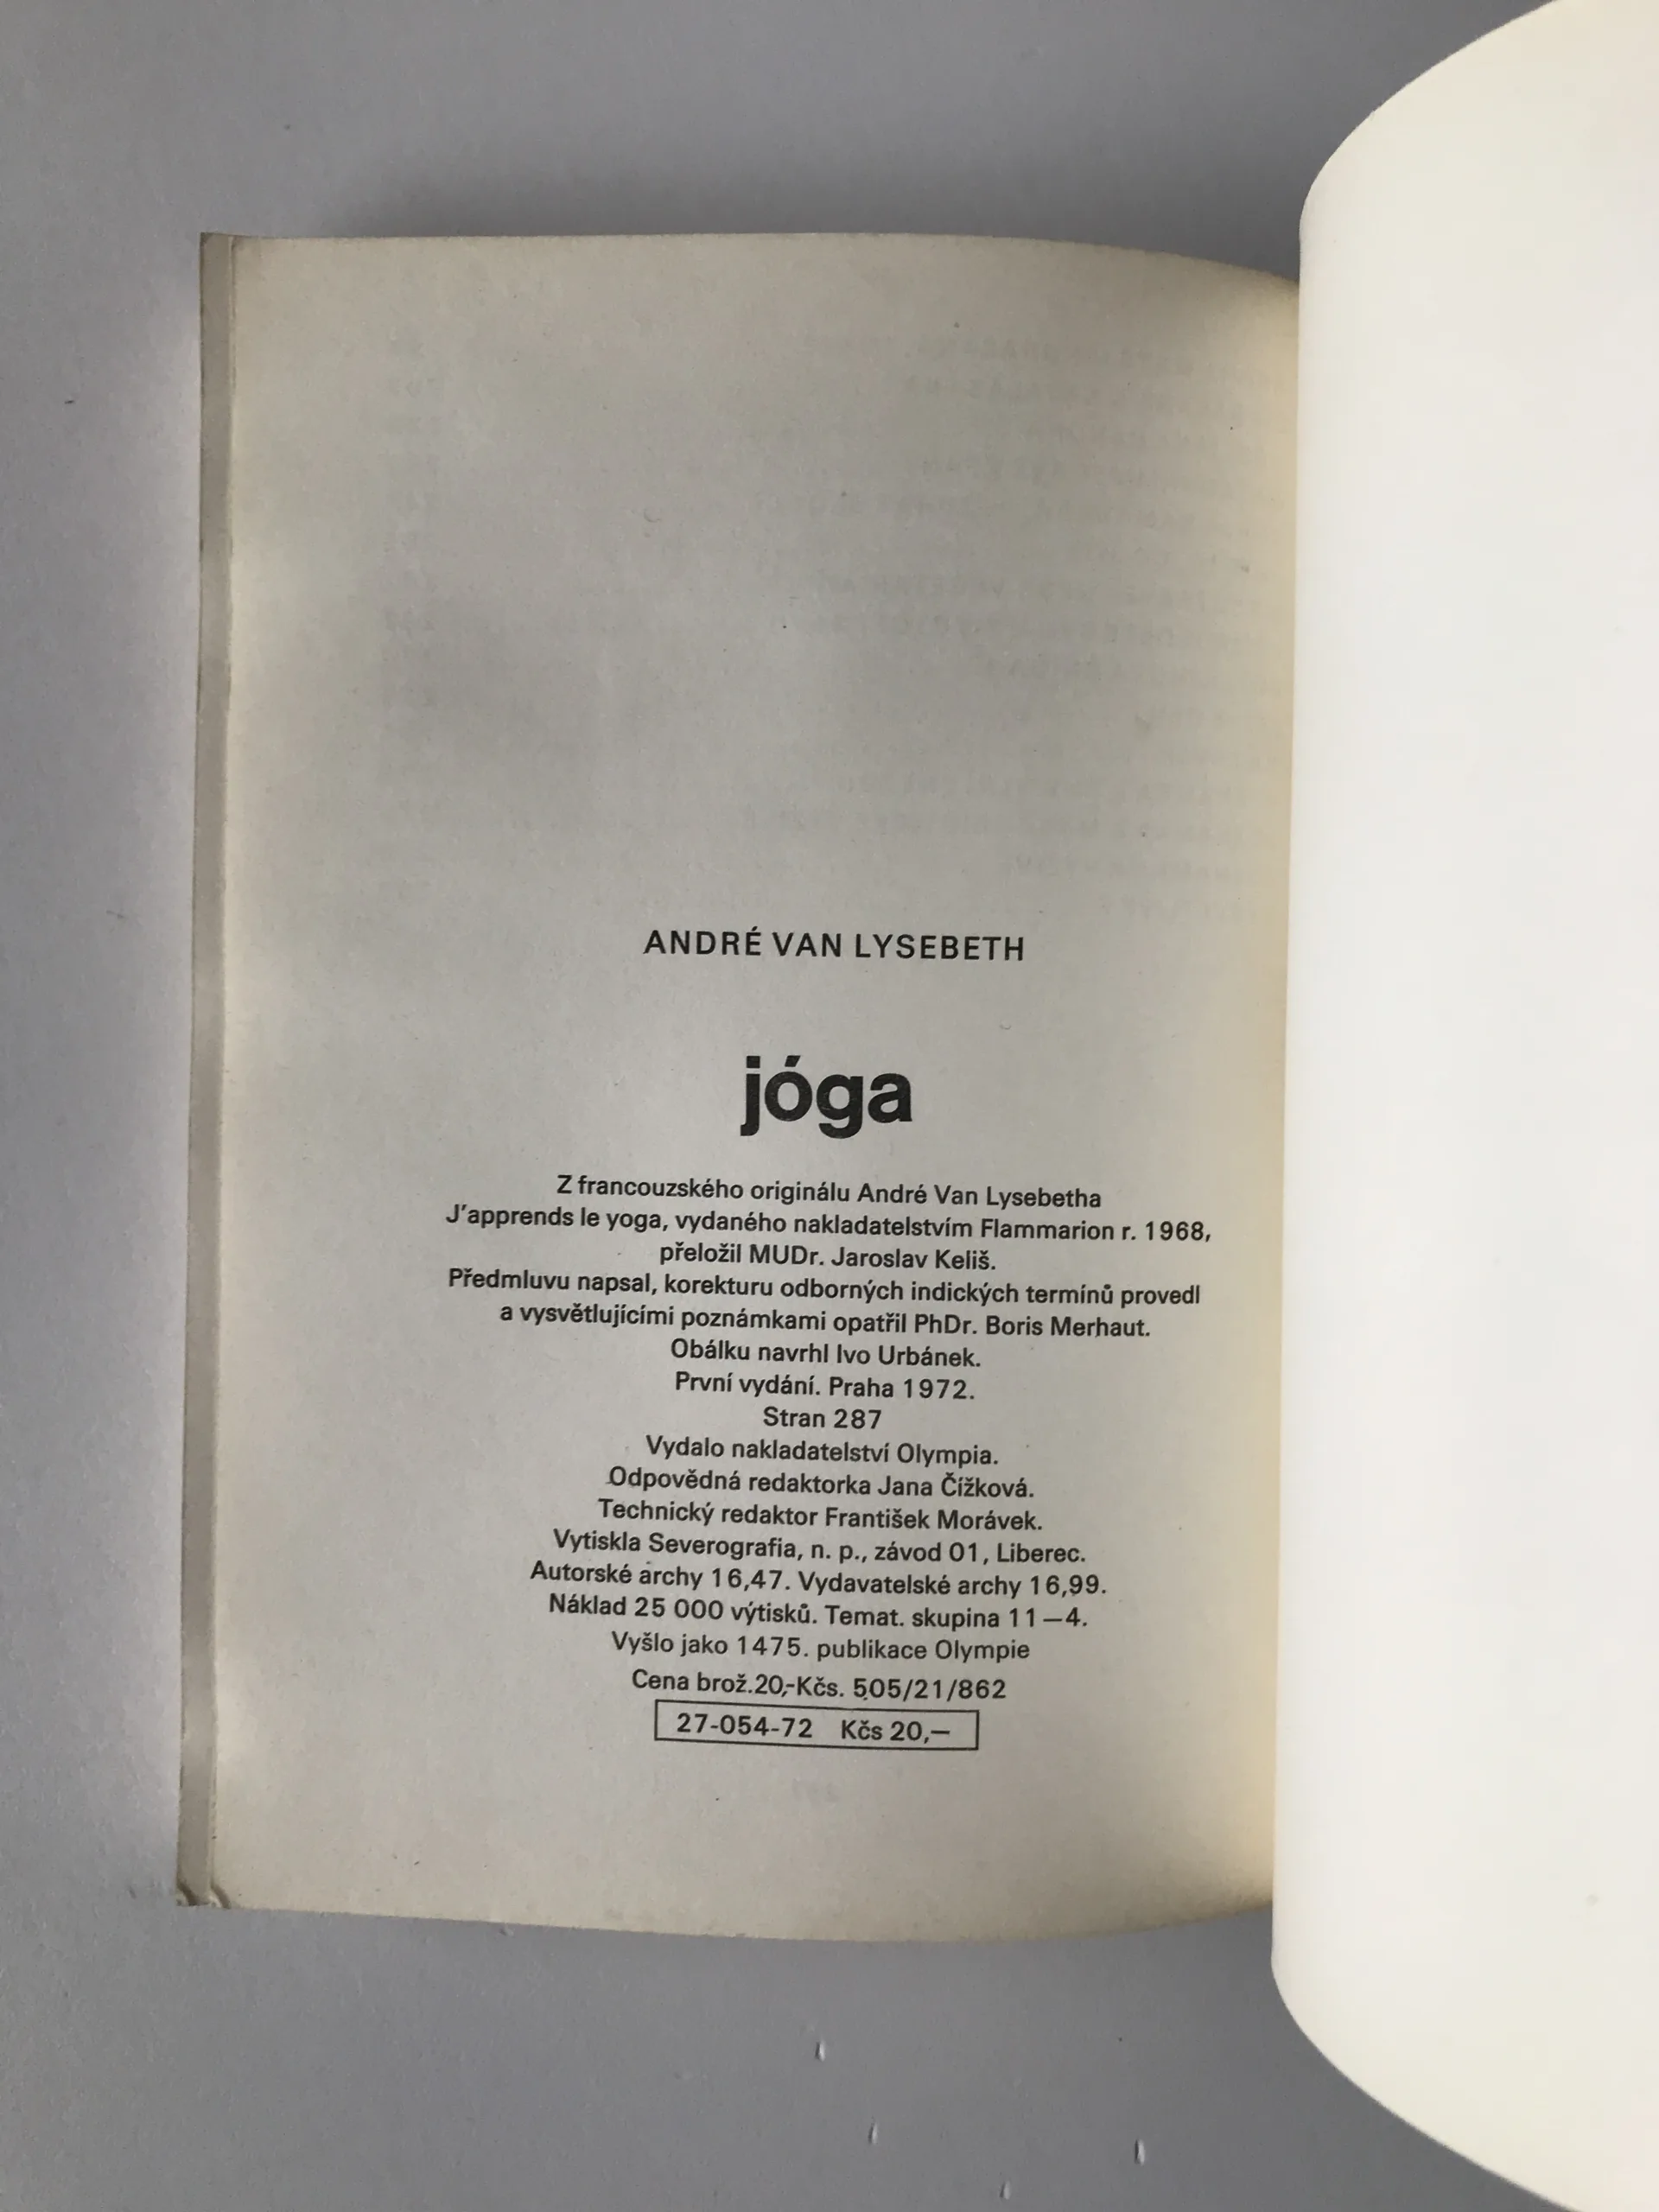 ANDRÉ VAN LYSEBETH
jóga
Z francouzského originálu André Van Lysebetha
J'apprends le yoga, vydaného nakladatelstvím Flammarion r. 1968,
přeložil MUDr. Jaroslav Keliš.
Předmluvu napsal, korekturu odborných indických termínů provedl
a vysvětlujícími poznámkami opatřil PhDr. Boris Merhaut.
Obálku navrhl Ivo Urbánek.
První vydání. Praha 1972.
Stran 287
Vydalo nakladatelství Olympia.
Odpovědná redaktorka Jana Čížková.
Technický redaktor František Morávek.
Vytiskla Severografia, n. p., závod 01, Liberec.
Autorské archy 16,47. Vydavatelské archy 16,99.
Náklad 25 000 výtisků. Temat. skupina 11—4.
Vyšlo jako 1475. publikace Olympie
Cena brož.20,-Kčs. 505/21/862
27-054-72 Kčs 20,—